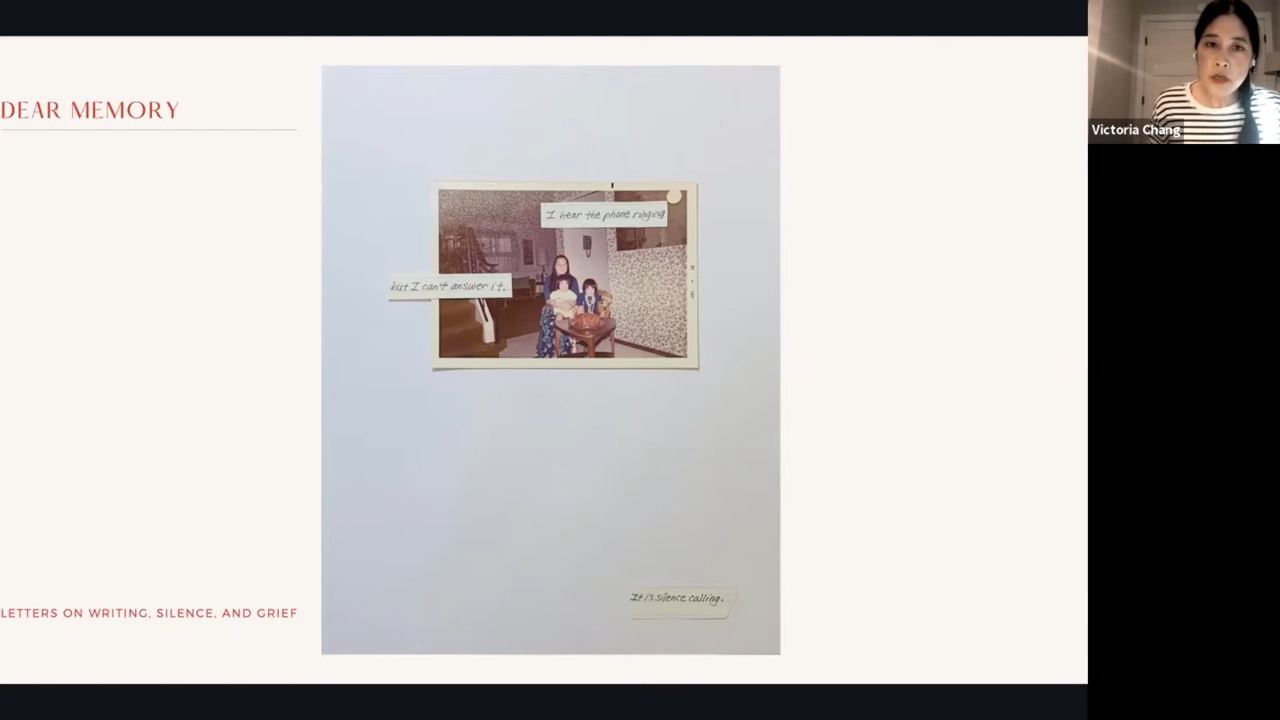 DEAR MEMORY
I hear the phone ringing
but I can't answer it.
It is silence calling.
LETTERS ON WRITING, SILENCE, AND GRIEF
Victoria Chang